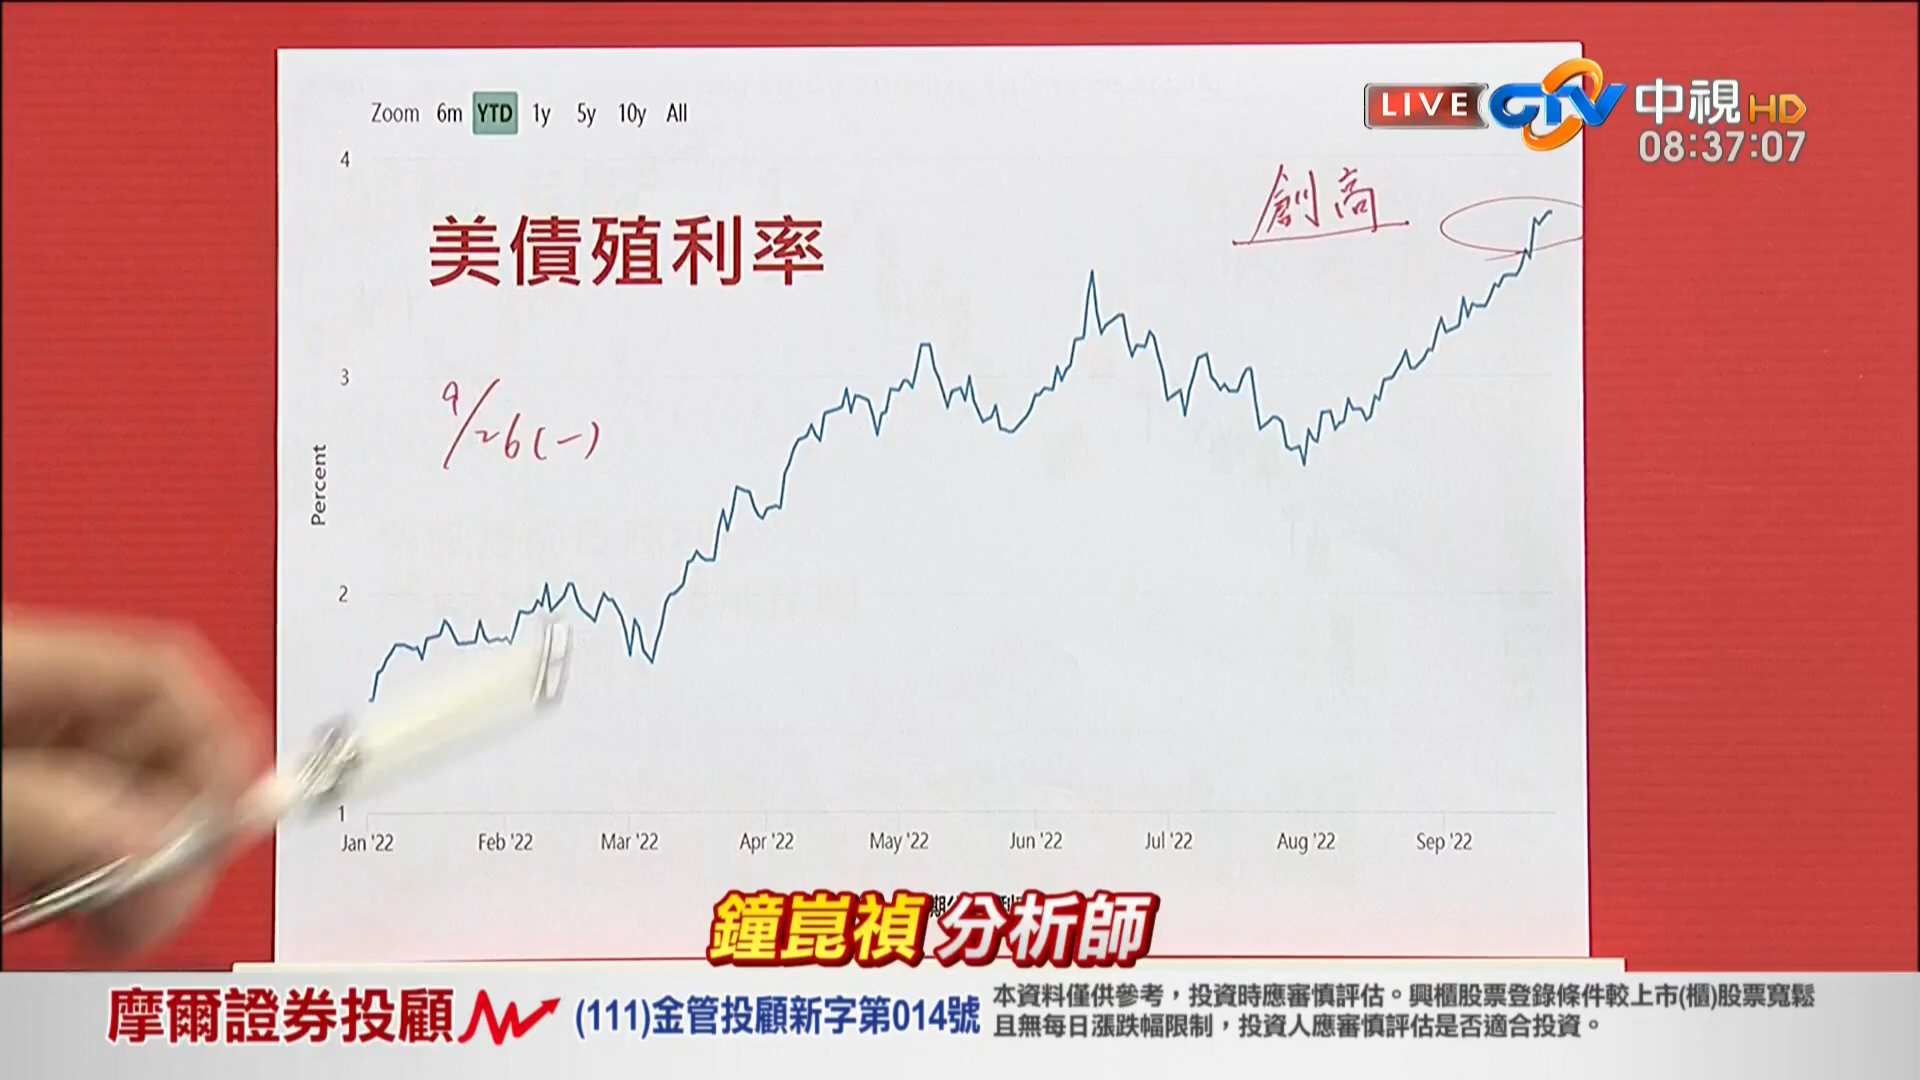 LIVE CTV 中視HD
08:37:07
Zoom 6m YTD 1y 5y 10y All
4
創高
美債殖利率
3
9/26(一)
Percent
2
1
Jan '22 Feb '22 Mar '22 Apr '22 May '22 Jun '22 Jul '22 Aug '22 Sep '22
鐘崑禎 分析師
摩爾證券投顧 (111)金管投顧新字第014號
本資料僅供參考，投資時應審慎評估。興櫃股票登錄條件較上市(櫃)股票寬鬆
且無每日漲跌幅限制，投資人應審慎評估是否適合投資。